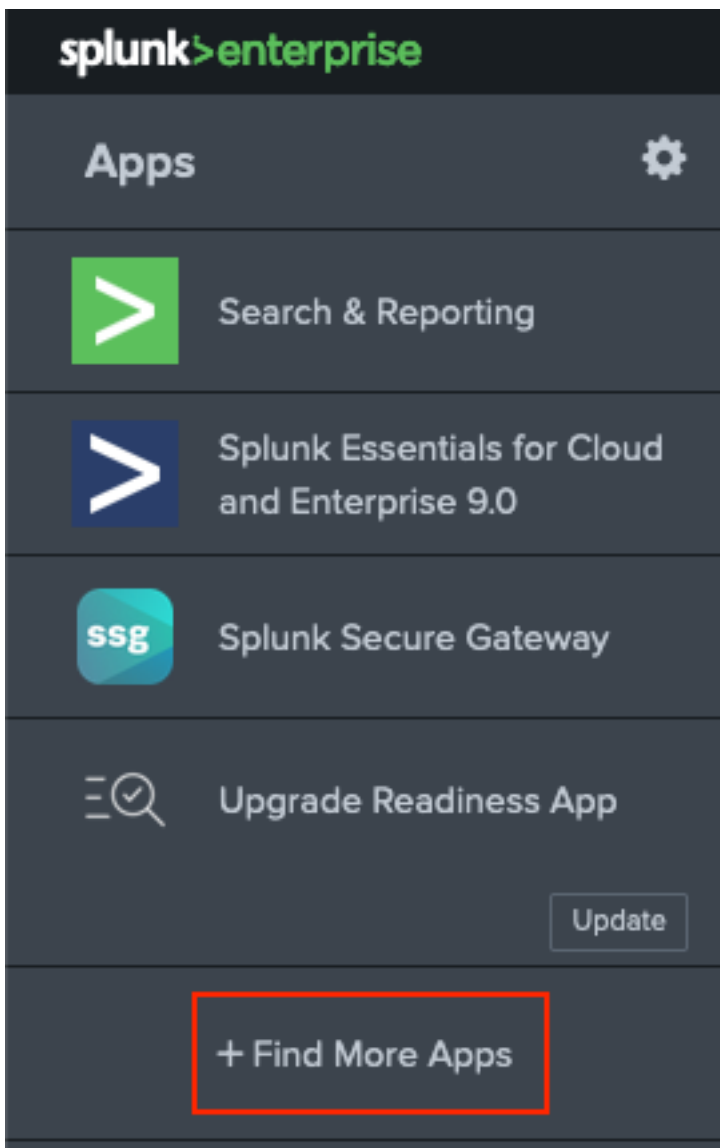 splunk>enterprise
Apps
>
Search & Reporting
>
Splunk Essentials for Cloud
and Enterprise 9.0
ssg
Splunk Secure Gateway
Upgrade Readiness App
Update
+ Find More Apps